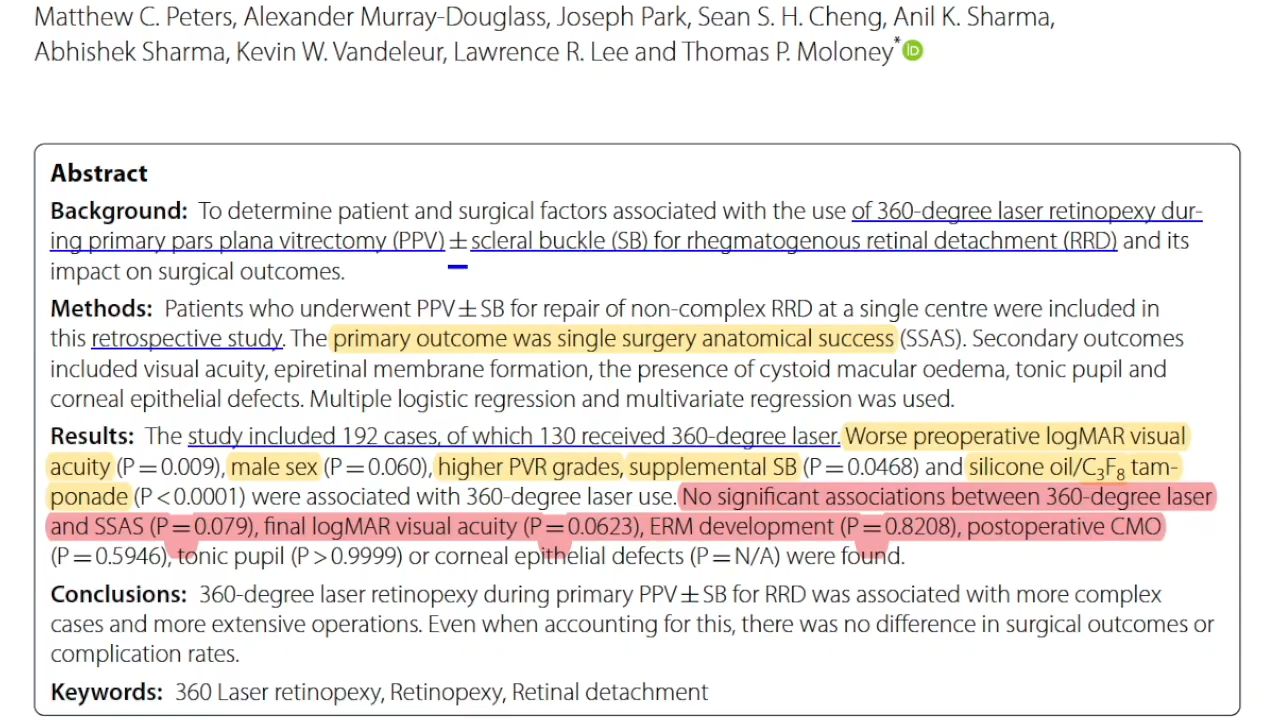 Matthew C. Peters, Alexander Murray-Douglass, Joseph Park, Sean S. H. Cheng, Anil K. Sharma,
Abhishek Sharma, Kevin W. Vandeleur, Lawrence R. Lee and Thomas P. Moloney* iD
Abstract
Background: To determine patient and surgical factors associated with the use of 360-degree laser retinopexy dur-
ing primary pars plana vitrectomy (PPV) ± scleral buckle (SB) for rhegmatogenous retinal detachment (RRD) and its
impact on surgical outcomes.
Methods: Patients who underwent PPV ± SB for repair of non-complex RRD at a single centre were included in
this retrospective study. The primary outcome was single surgery anatomical success (SSAS). Secondary outcomes
included visual acuity, epiretinal membrane formation, the presence of cystoid macular oedema, tonic pupil and
corneal epithelial defects. Multiple logistic regression and multivariate regression was used.
Results: The study included 192 cases, of which 130 received 360-degree laser. Worse preoperative logMAR visual
acuity (P = 0.009), male sex (P = 0.060), higher PVR grades, supplemental SB (P = 0.0468) and silicone oil/C₃F₈ tam-
ponade (P < 0.0001) were associated with 360-degree laser use. No significant associations between 360-degree laser
and SSAS (P = 0.079), final logMAR visual acuity (P = 0.0623), ERM development (P = 0.8208), postoperative CMO
(P = 0.5946), tonic pupil (P > 0.9999) or corneal epithelial defects (P = N/A) were found.
Conclusions: 360-degree laser retinopexy during primary PPV ± SB for RRD was associated with more complex
cases and more extensive operations. Even when accounting for this, there was no difference in surgical outcomes or
complication rates.
Keywords: 360 Laser retinopexy, Retinopexy, Retinal detachment